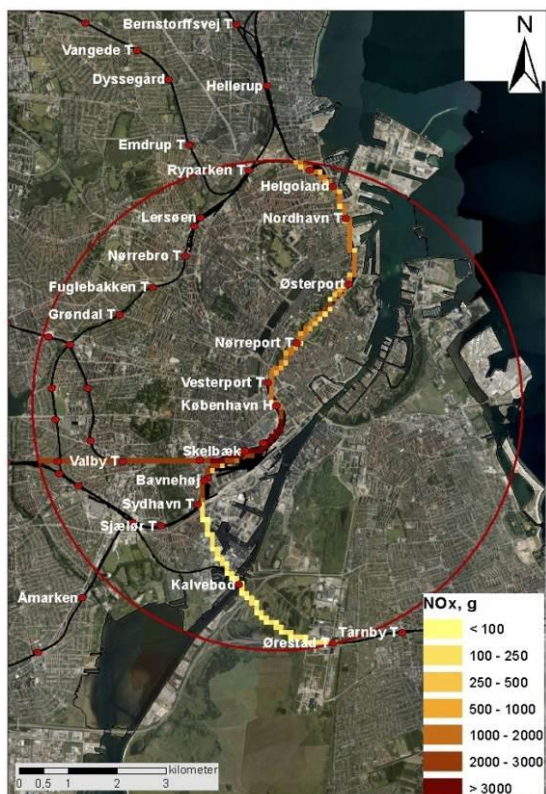 N
Bernstorffsvej T
Vangede T
Dyssegård
Hellerup
Emdrup T
Ryparken T
Helgoland
Lersøen
Nordhavn T
Nørrebro T
Østerport
Fuglebakken T
Grøndal T
Nørreport T
Vesterport T
København H
Skelbæk
Valby T
Bavnehøj
Sydhavn T
Sjælør T
Kalvebod
Åmarken
Tårnby T
Ørestad T
NOx, g
< 100
100 - 250
250 - 500
500 - 1000
1000 - 2000
2000 - 3000
> 3000
kilometer
0 0,5 1 2 3